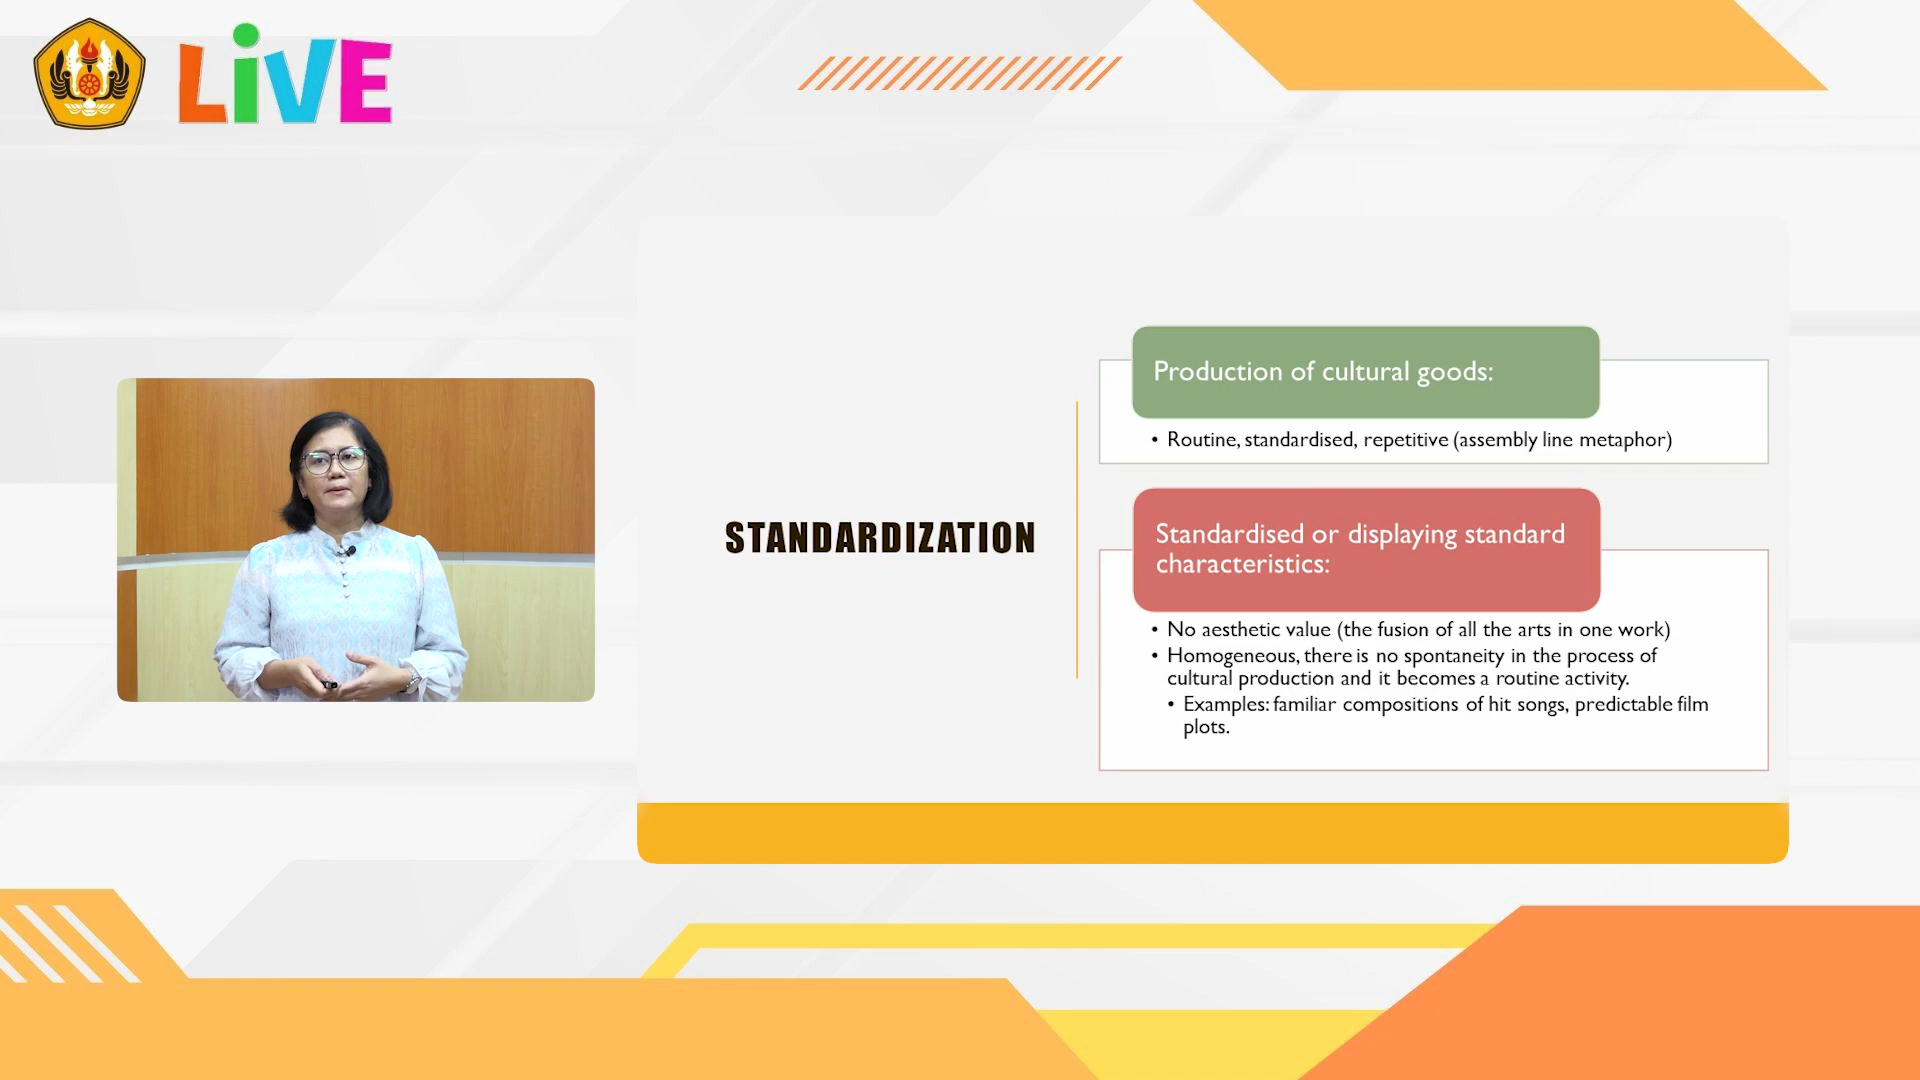 LiVE
Production of cultural goods:
• Routine, standardised, repetitive (assembly line metaphor)
STANDARDIZATION
Standardised or displaying standard
characteristics:
• No aesthetic value (the fusion of all the arts in one work)
• Homogeneous, there is no spontaneity in the process of
cultural production and it becomes a routine activity.
• Examples: familiar compositions of hit songs, predictable film
plots.